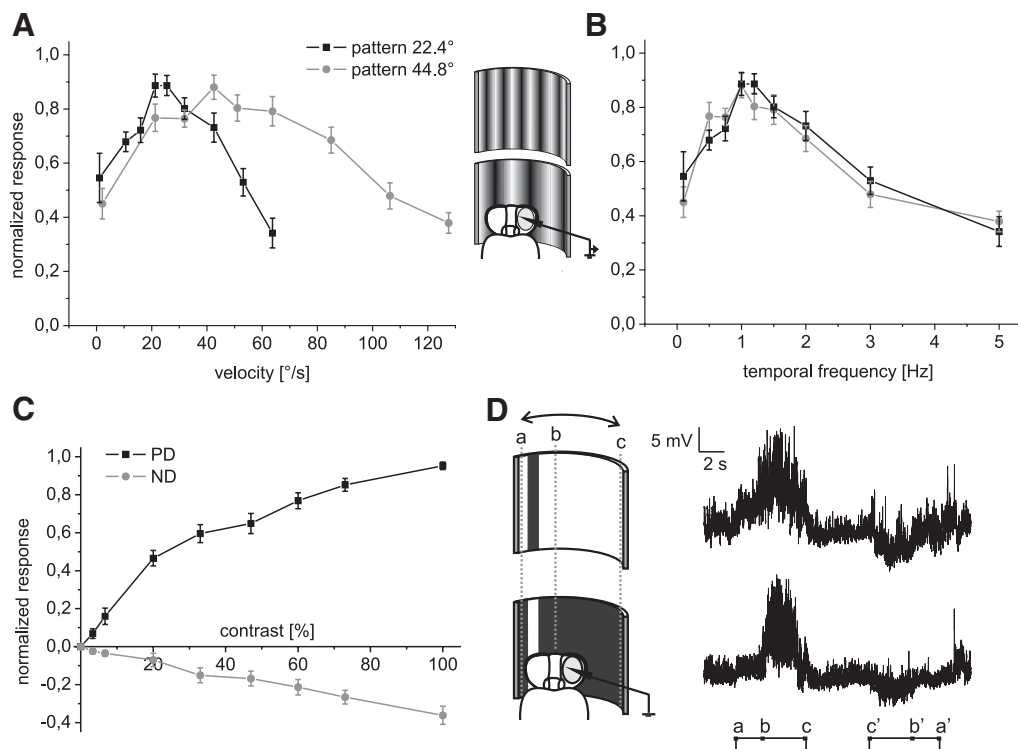 A
1,0
0,8
0,6
0,4
0,2
0,0
normalized response
0 20 40 60 80 100 120
velocity [°/s]
pattern 22.4°
pattern 44.8°
B
1,0
0,8
0,6
0,4
0,2
0,0
0 1 2 3 4 5
temporal frequency [Hz]
C
1,0
0,8
0,6
0,4
0,2
0,0
-0,2
-0,4
normalized response
PD
ND
contrast [%]
20 40 60 80 100
D
a b c
5 mV
2 s
a b c c' b' a'